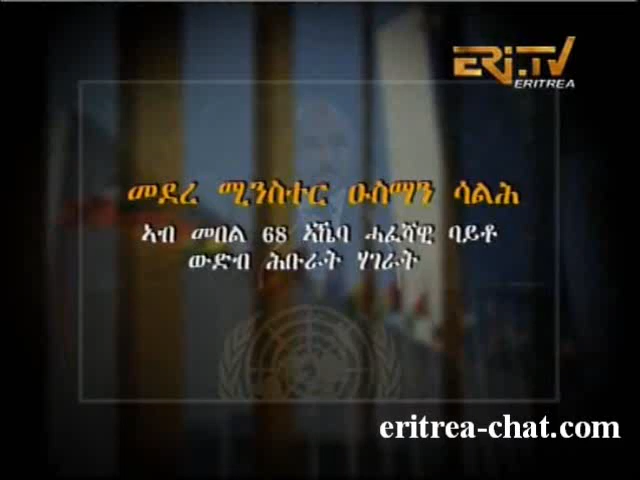 ERi.TV
ERITREA
መደረ ሚንስተር ዑስማን ሳልሕ
ኣብ መበል 68 ኣኼባ ሓፈሻዊ ባይቶ
ውድብ ሕቡራት ሃገራት
eritrea-chat.com